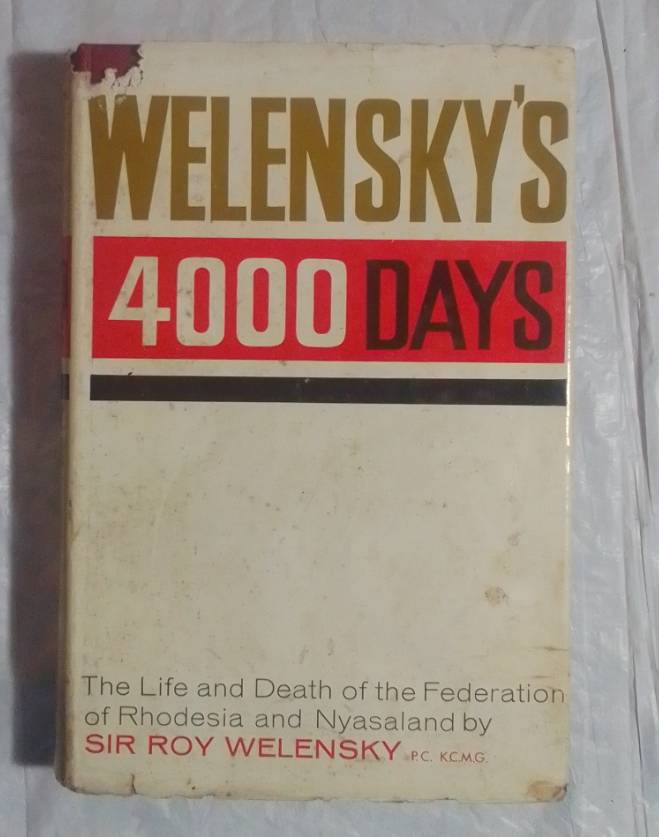 WELENSKY'S
4000 DAYS
The Life and Death of the Federation
of Rhodesia and Nyasaland by
SIR ROY WELENSKY P.C. K.C.M.G.